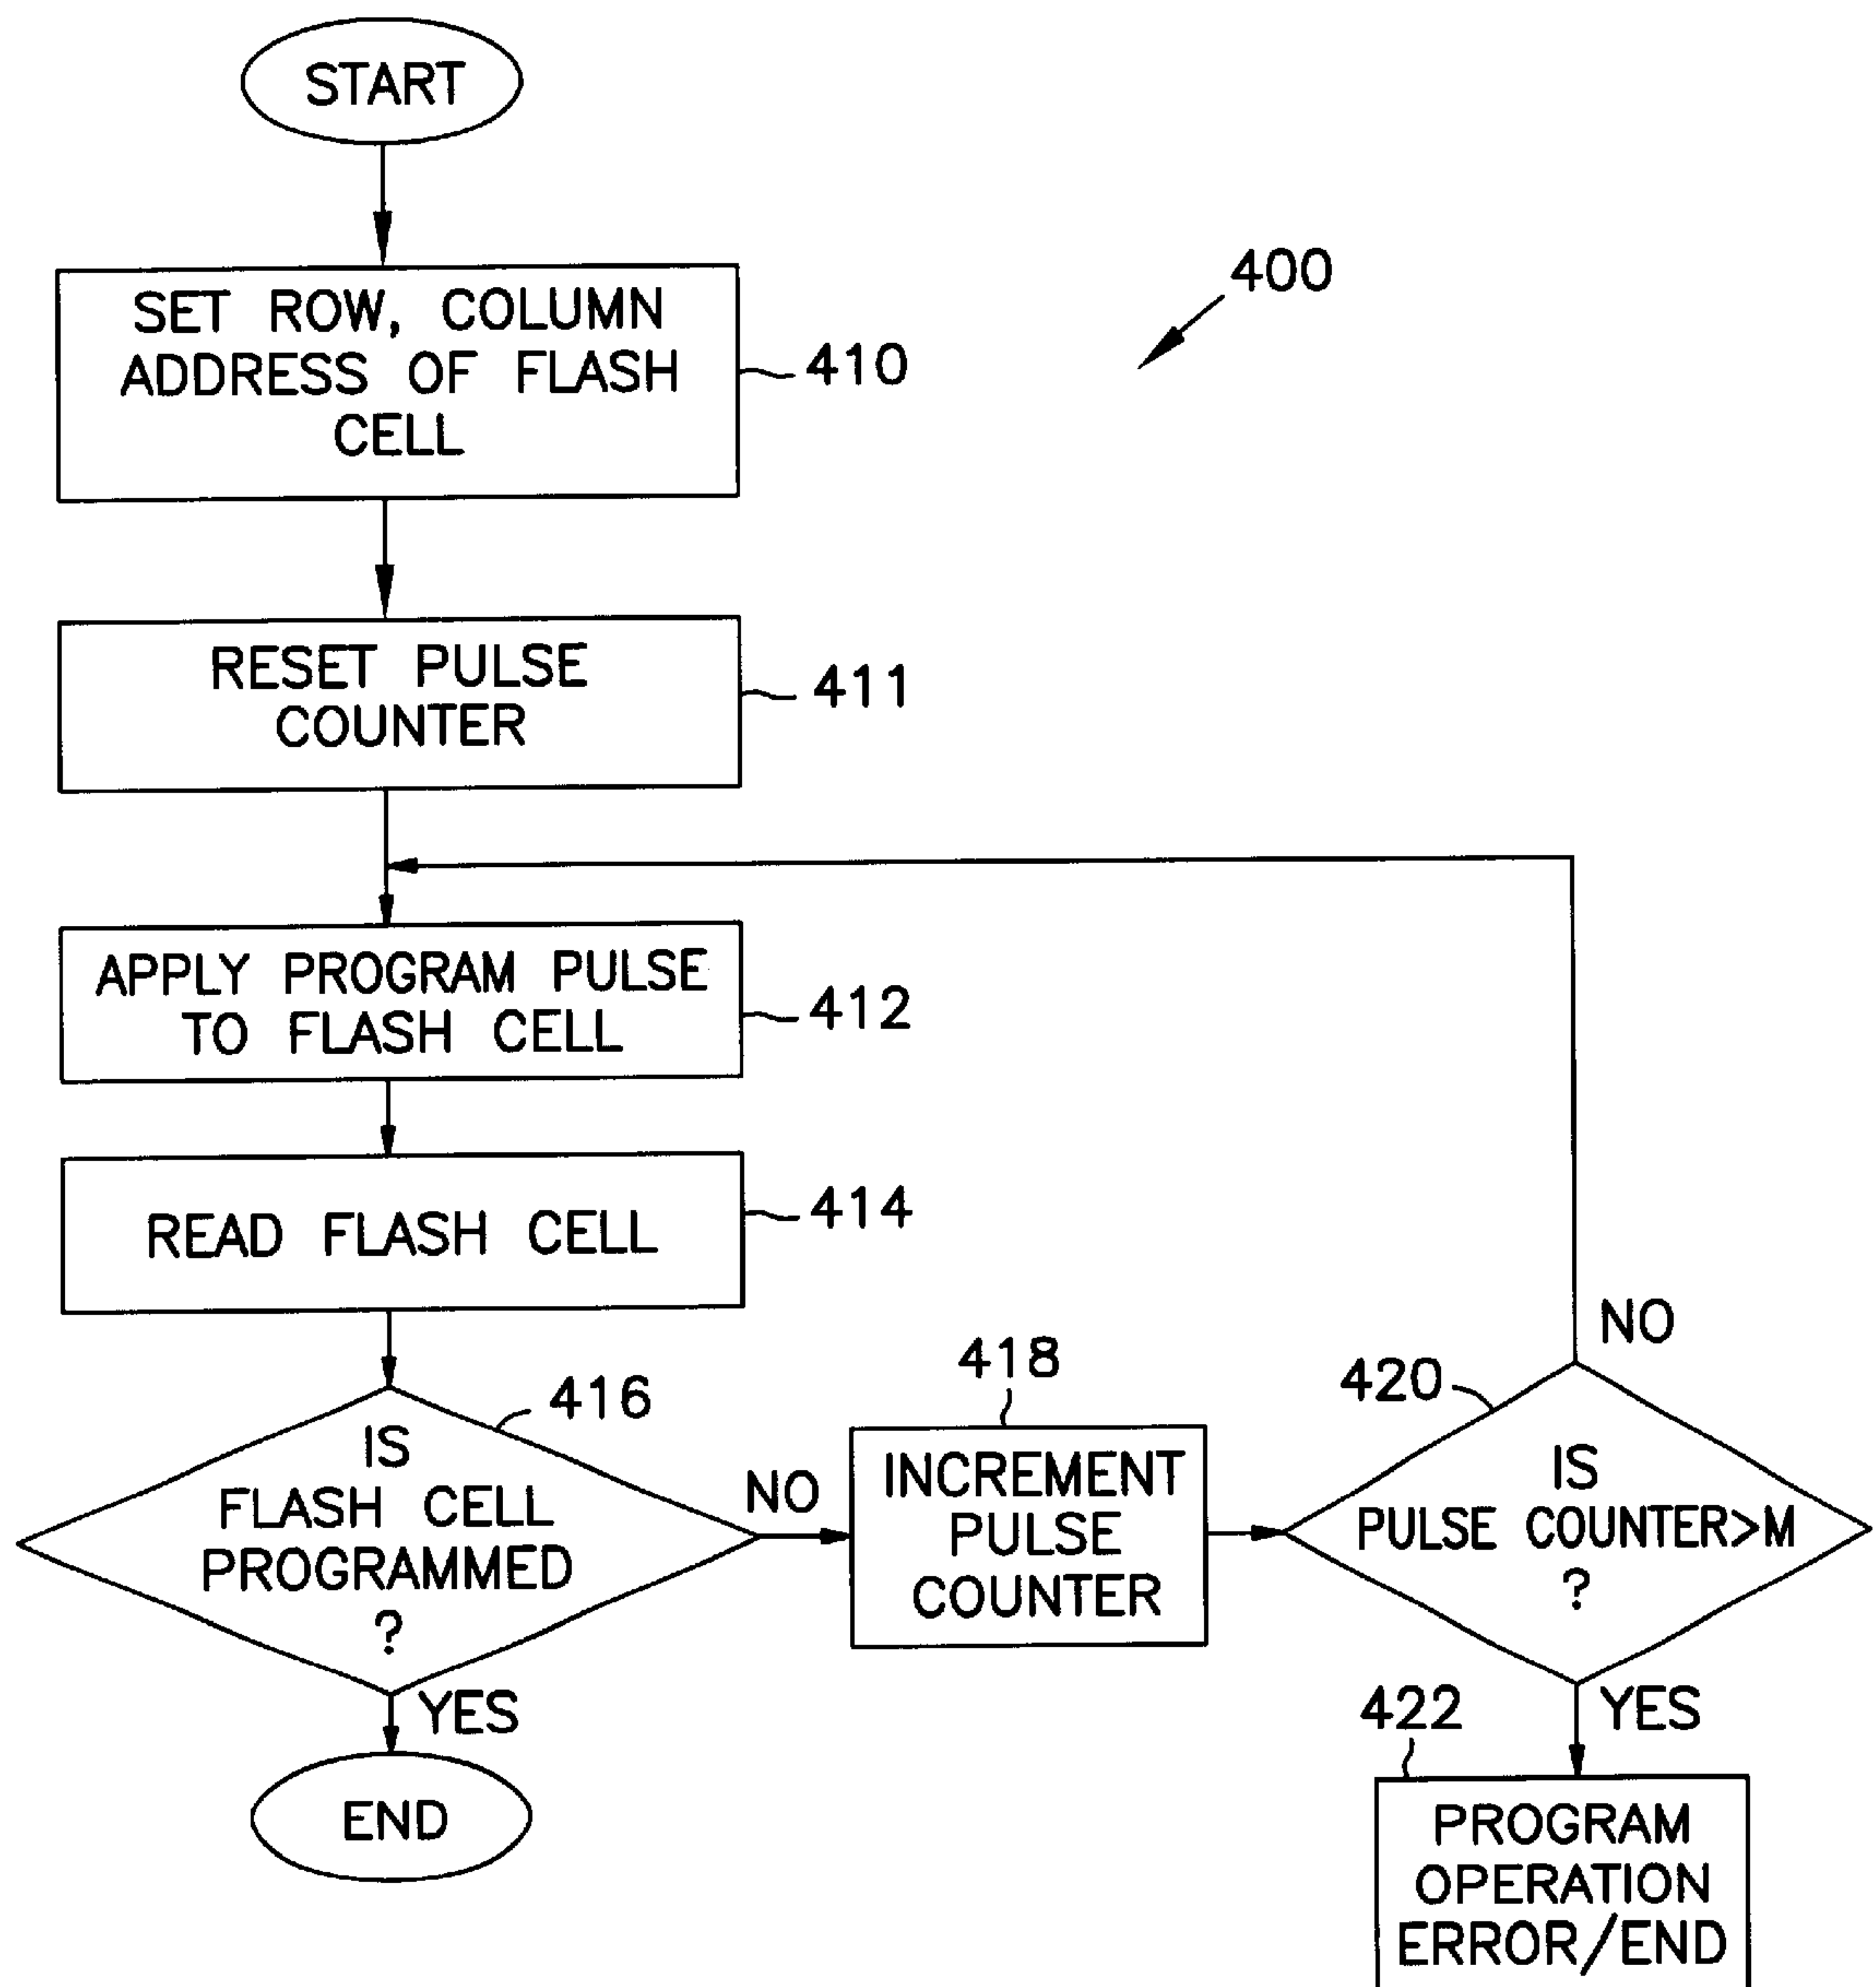 START
400
SET ROW, COLUMN
ADDRESS OF FLASH
CELL
410
RESET PULSE
COUNTER
411
APPLY PROGRAM PULSE
TO FLASH CELL
412
READ FLASH CELL
414
IS
FLASH CELL
PROGRAMMED
?
416
NO
YES
END
418
INCREMENT
PULSE
COUNTER
420
IS
PULSE COUNTER>M
?
NO
YES
422
PROGRAM
OPERATION
ERROR/END